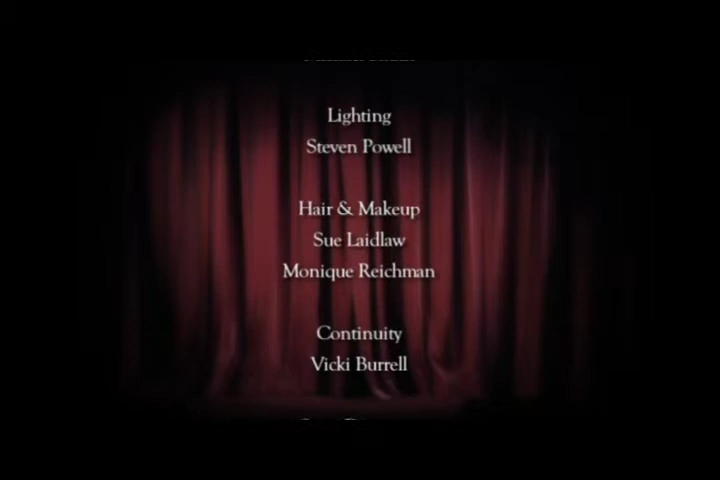 Lighting
Steven Powell
Hair & Makeup
Sue Laidlaw
Monique Reichman
Continuity
Vicki Burrell